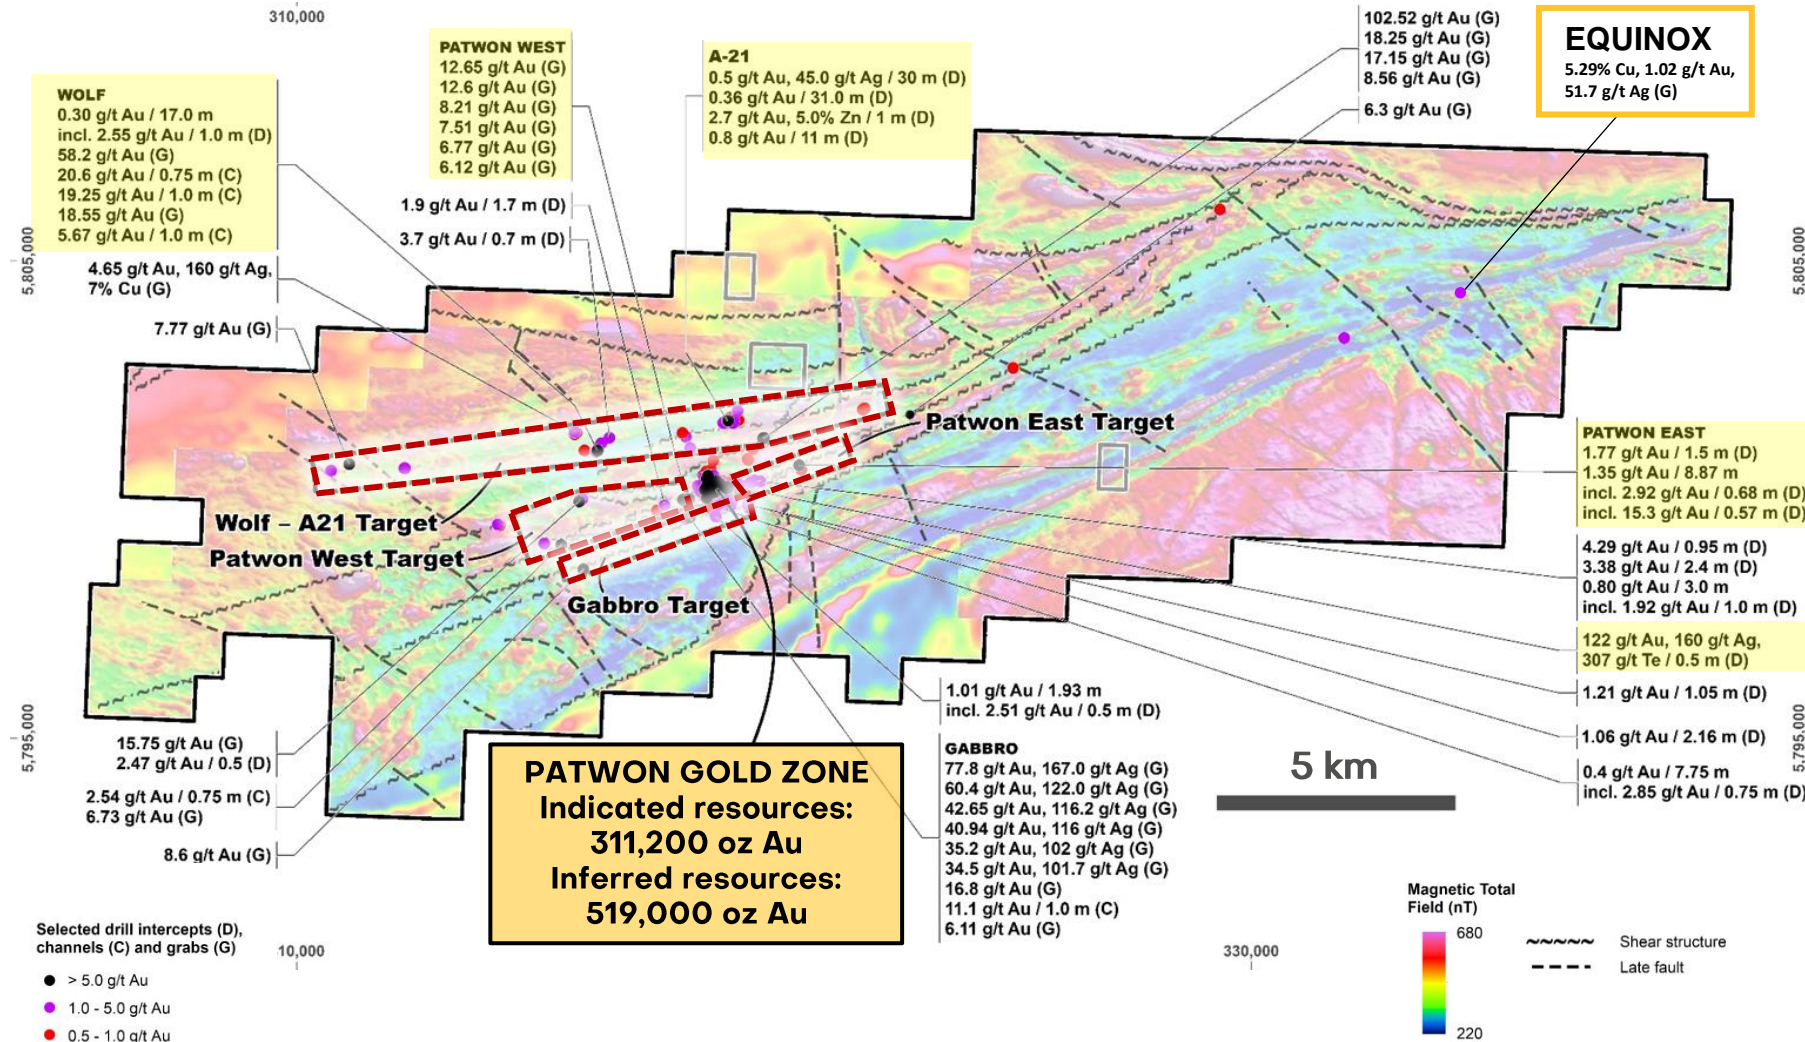 310,000
WOLF
0.30 g/t Au / 17.0 m
incl. 2.55 g/t Au / 1.0 m (D)
58.2 g/t Au (G)
20.6 g/t Au / 0.75 m (C)
19.25 g/t Au / 1.0 m (C)
18.55 g/t Au (G)
5.67 g/t Au / 1.0 m (C)
4.65 g/t Au, 160 g/t Ag,
7% Cu (G)
7.77 g/t Au (G)
PATWON WEST
12.65 g/t Au (G)
12.6 g/t Au (G)
8.21 g/t Au (G)
7.51 g/t Au (G)
6.77 g/t Au (G)
6.12 g/t Au (G)
1.9 g/t Au / 1.7 m (D)
3.7 g/t Au / 0.7 m (D)
A-21
0.5 g/t Au, 45.0 g/t Ag / 30 m (D)
0.36 g/t Au / 31.0 m (D)
2.7 g/t Au, 5.0% Zn / 1 m (D)
0.8 g/t Au / 11 m (D)
102.52 g/t Au (G)
18.25 g/t Au (G)
17.15 g/t Au (G)
8.56 g/t Au (G)
6.3 g/t Au (G)
EQUINOX
5.29% Cu, 1.02 g/t Au,
51.7 g/t Ag (G)
5,805,000
5,805,000
Patwon East Target
Wolf – A21 Target
Patwon West Target
Gabbro Target
PATWON EAST
1.77 g/t Au / 1.5 m (D)
1.35 g/t Au / 8.87 m
incl. 2.92 g/t Au / 0.68 m (D)
incl. 15.3 g/t Au / 0.57 m (D)
4.29 g/t Au / 0.95 m (D)
3.38 g/t Au / 2.4 m (D)
0.80 g/t Au / 3.0 m
incl. 1.92 g/t Au / 1.0 m (D)
122 g/t Au, 160 g/t Ag,
307 g/t Te / 0.5 m (D)
1.21 g/t Au / 1.05 m (D)
1.06 g/t Au / 2.16 m (D)
0.4 g/t Au / 7.75 m
incl. 2.85 g/t Au / 0.75 m (D)
5,795,000
5,795,000
15.75 g/t Au (G)
2.47 g/t Au / 0.5 (D)
2.54 g/t Au / 0.75 m (C)
6.73 g/t Au (G)
8.6 g/t Au (G)
PATWON GOLD ZONE
Indicated resources:
311,200 oz Au
Inferred resources:
519,000 oz Au
1.01 g/t Au / 1.93 m
incl. 2.51 g/t Au / 0.5 m (D)
GABBRO
77.8 g/t Au, 167.0 g/t Ag (G)
60.4 g/t Au, 122.0 g/t Ag (G)
42.65 g/t Au, 116.2 g/t Ag (G)
40.94 g/t Au, 116 g/t Ag (G)
35.2 g/t Au, 102 g/t Ag (G)
34.5 g/t Au, 101.7 g/t Ag (G)
16.8 g/t Au (G)
11.1 g/t Au / 1.0 m (C)
6.11 g/t Au (G)
5 km
Selected drill intercepts (D),
channels (C) and grabs (G)
> 5.0 g/t Au
1.0 - 5.0 g/t Au
0.5 - 1.0 g/t Au
10,000
330,000
Magnetic Total
Field (nT)
680
220
Shear structure
Late fault